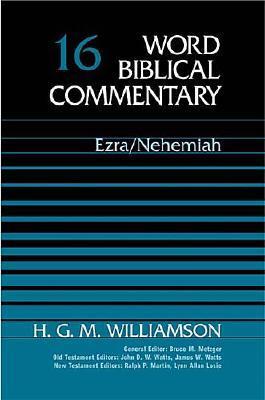 16 WORD
BIBLICAL
COMMENTARY
Ezra/Nehemiah
H. G. M. WILLIAMSON
General Editor: Bruce M. Metzger
Old Testament Editors: John D. W. Watts, James W. Watts
New Testament Editors: Ralph P. Martin, Lynn Allan Losie